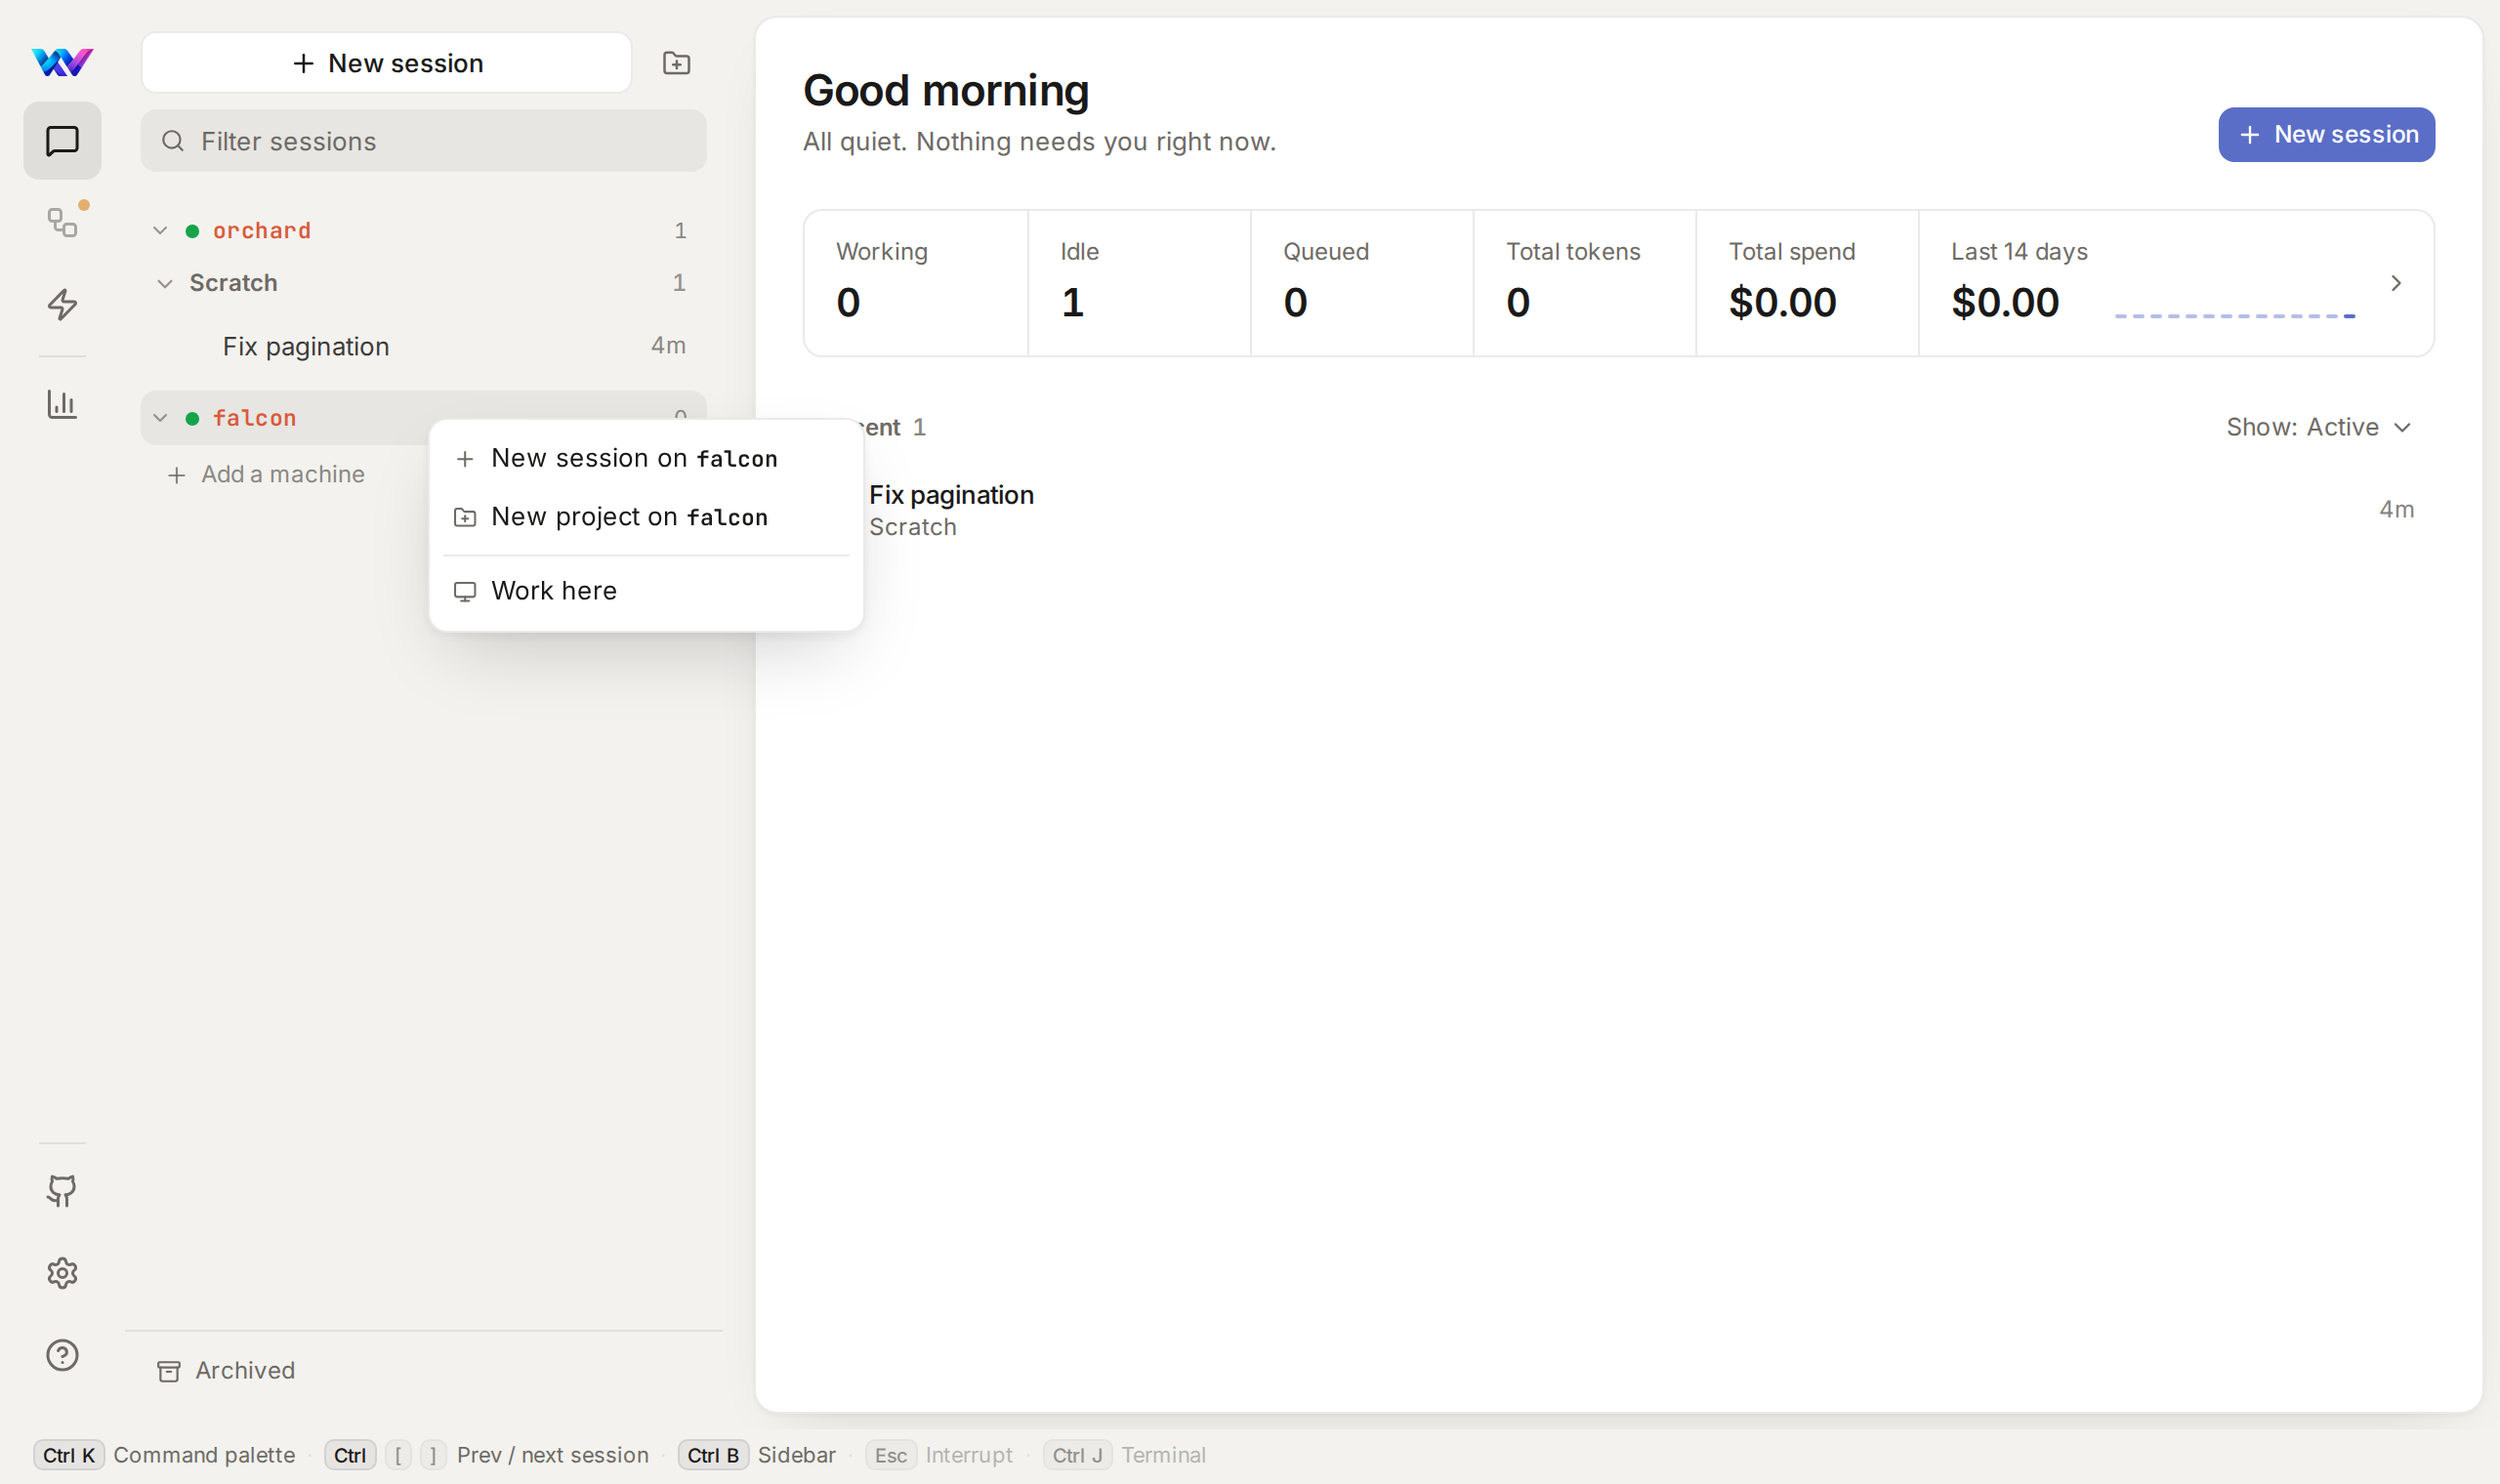 New session
Filter sessions
orchard 1
Scratch 1
Fix pagination 4m
falcon
Add a machine
New session on falcon
New project on falcon
Work here
Archived
Good morning
All quiet. Nothing needs you right now.
New session
Working
0
Idle
1
Queued
0
Total tokens
0
Total spend
$0.00
Last 14 days
$0.00
ent 1
Show: Active
Fix pagination
Scratch
4m
Ctrl K Command palette · Ctrl [ ] Prev / next session · Ctrl B Sidebar · Esc Interrupt · Ctrl J Terminal